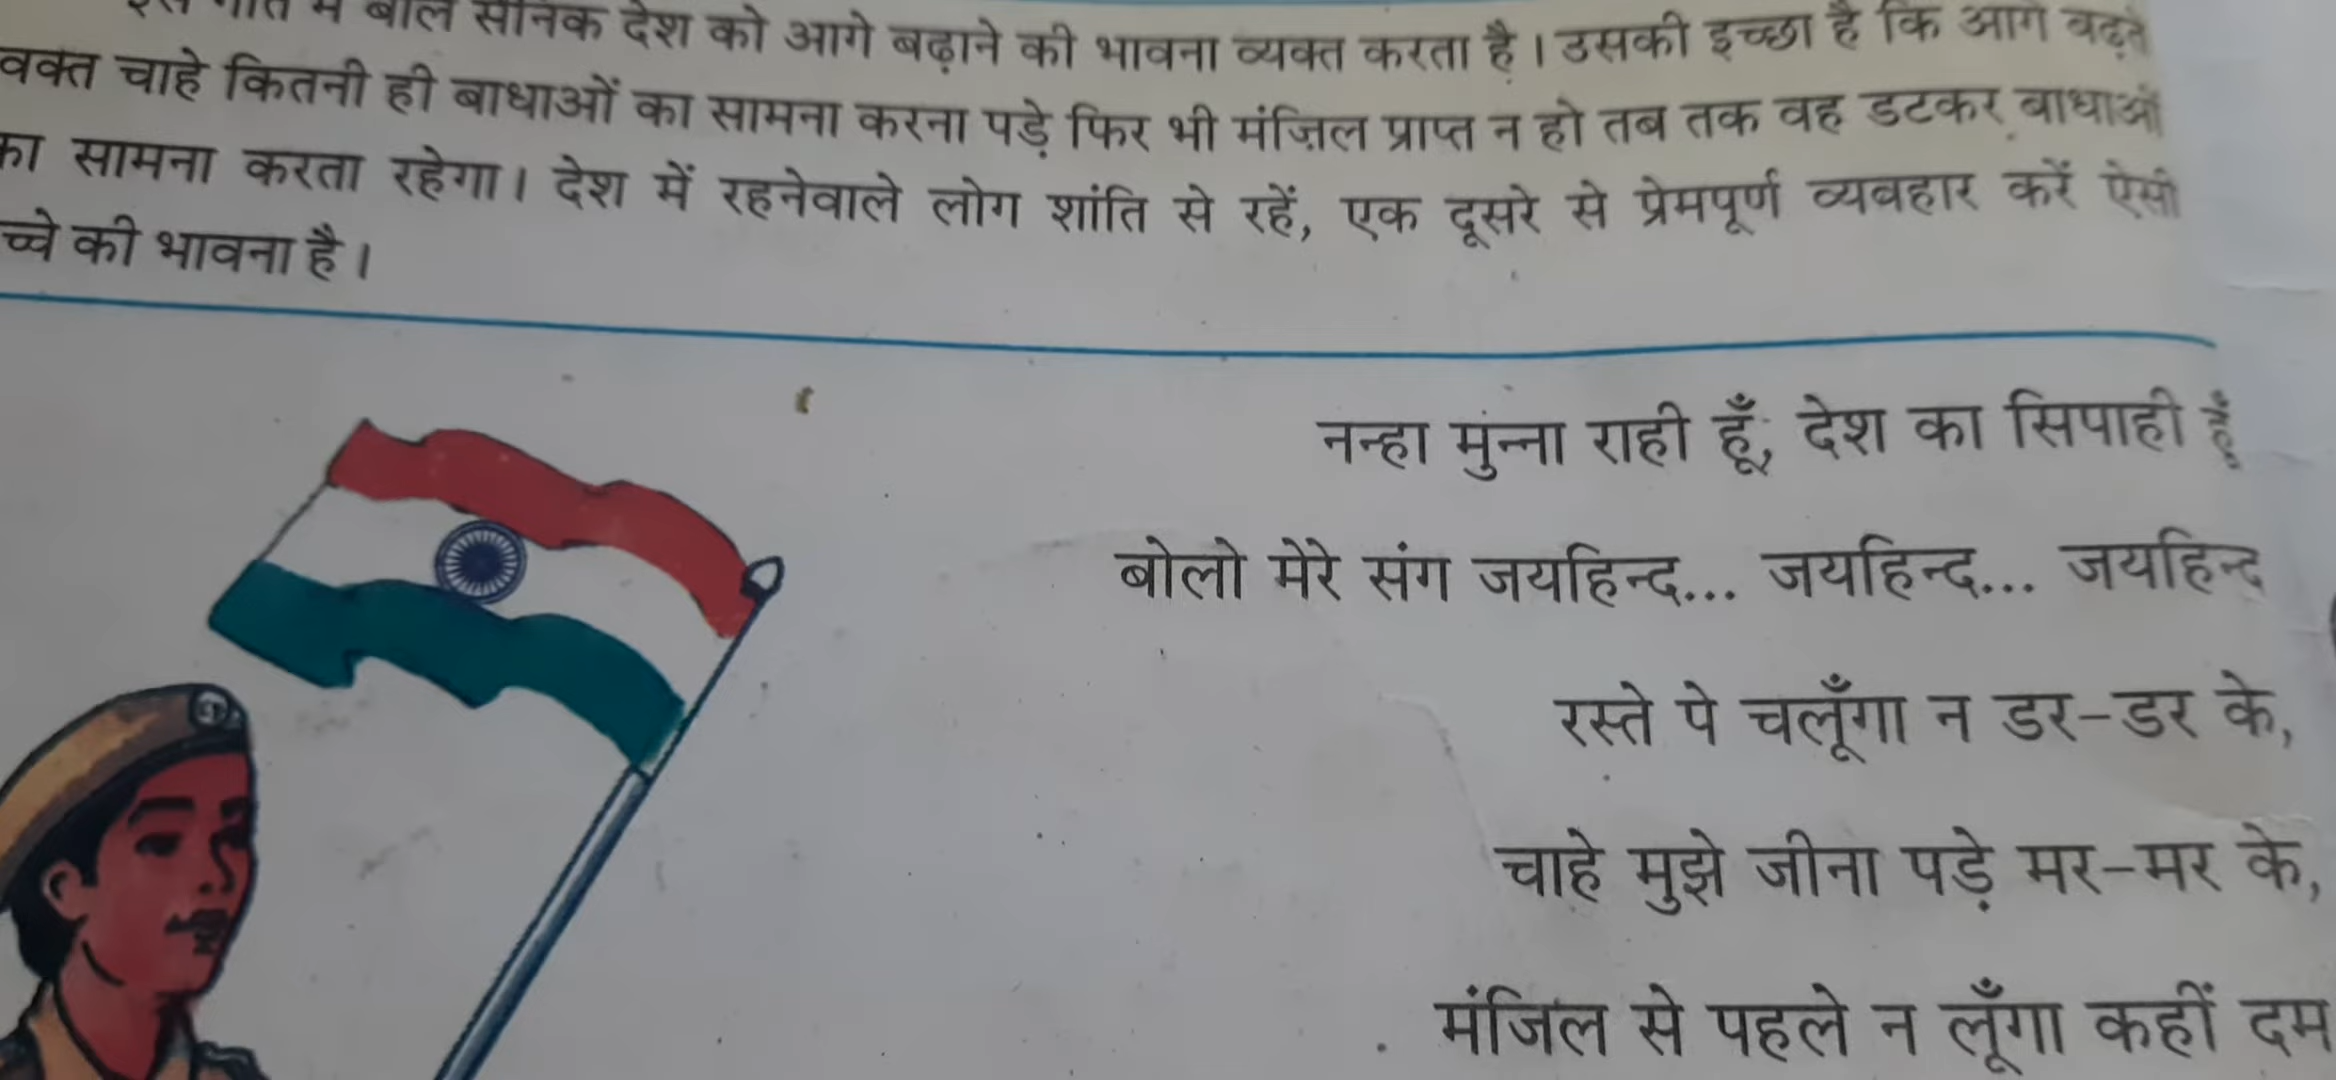 इस गीत में बाल सैनिक देश को आगे बढ़ाने की भावना व्यक्त करता है। उसकी इच्छा है कि आगे बढ़ते
वक्त चाहे कितनी ही बाधाओं का सामना करना पड़े फिर भी मंज़िल प्राप्त न हो तब तक वह डटकर बाधाओं
का सामना करता रहेगा। देश में रहनेवाले लोग शांति से रहें, एक दूसरे से प्रेमपूर्ण व्यवहार करें ऐसी
च्चे की भावना है।
नन्हा मुंन्ना राही हूँ, देश का सिपाही हूँ
बोलो मेरे संग जयहिन्द... जयहिन्द... जयहिन्द
रस्ते पे चलूँगा न डर-डर के,
चाहे मुझे जीना पड़े मर-मर के,
मंजिल से पहले न लूँगा कहीं दम